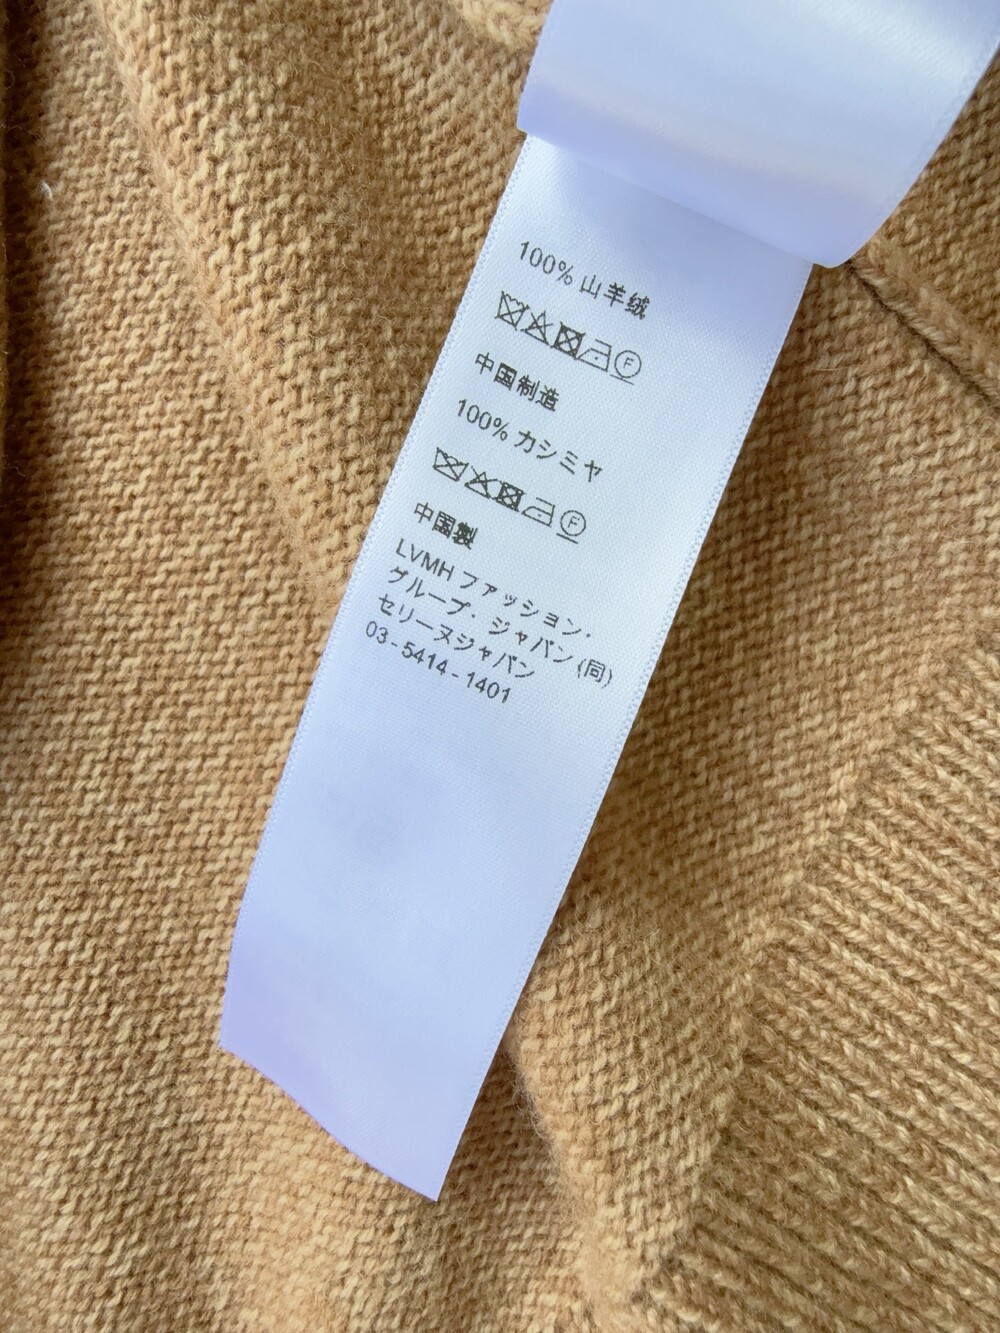 100% 山羊绒
F
中国制造
100% カシミヤ
F
中国製
LVMH ファッション・
グループ・ジャパン (同)
セリーヌジャパン
03-5414-1401